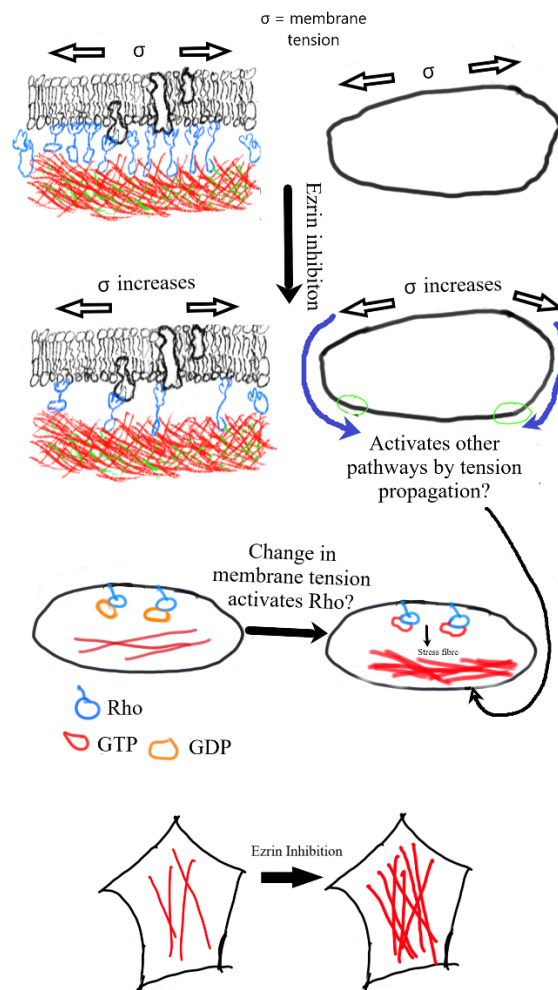 σ = membrane
tension
σ
σ
Ezrin inhibiton
σ increases
σ increases
Activates other
pathways by tension
propagation?
Change in
membrane tension
activates Rho?
Stress fibre
Rho
GTP
GDP
Ezrin Inhibition